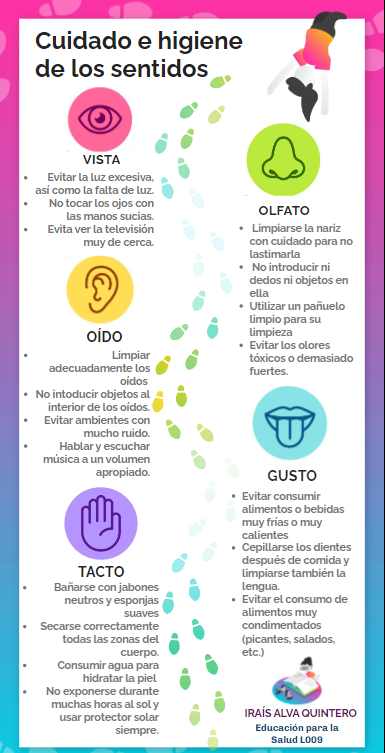 Cuidado e higiene
de los sentidos
VISTA
Evitar la luz excesiva,
así como la falta de luz.
No tocar los ojos con
las manos sucias.
Evita ver la televisión
muy de cerca.
OLFATO
Limpiarse la nariz
con cuidado para no
lastimarla
No introducir ni
dedos ni objetos en
ella
Utilizar un pañuelo
limpio para su
limpieza
Evitar los olores
tóxicos o demasiado
fuertes.
OÍDO
Limpiar
adecuadamente los
oídos
No intoducir objetos al
interior de los oídos.
Evitar ambientes con
mucho ruido.
Hablar y escuchar
música a un volumen
apropiado.
GUSTO
Evitar consumir
alimentos o bebidas
muy frías o muy
calientes
Cepillarse los dientes
después de comida y
limpiarse también la
lengua.
Evitar el consumo de
alimentos muy
condimentados
(picantes, salados,
etc.)
TACTO
Bañarse con jabones
neutros y esponjas
suaves
Secarse correctamente
todas las zonas del
cuerpo.
Consumir agua para
hidratar la piel
No exponerse durante
muchas horas al sol y
usar protector solar
siempre.
IRAÍS ALVA QUINTERO
Educación para la
Salud L009